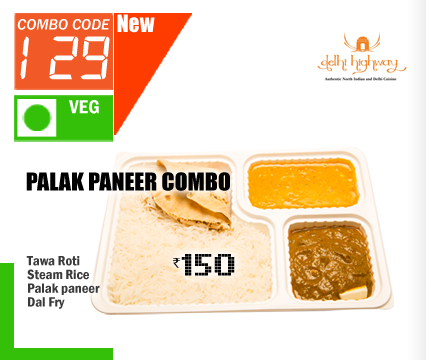 COMBO CODE
129
New
VEG
delhi highway
Authentic North Indian and Delhi Cuisine
PALAK PANEER COMBO
Tawa Roti
Steam Rice
Palak paneer
Dal Fry
₹150